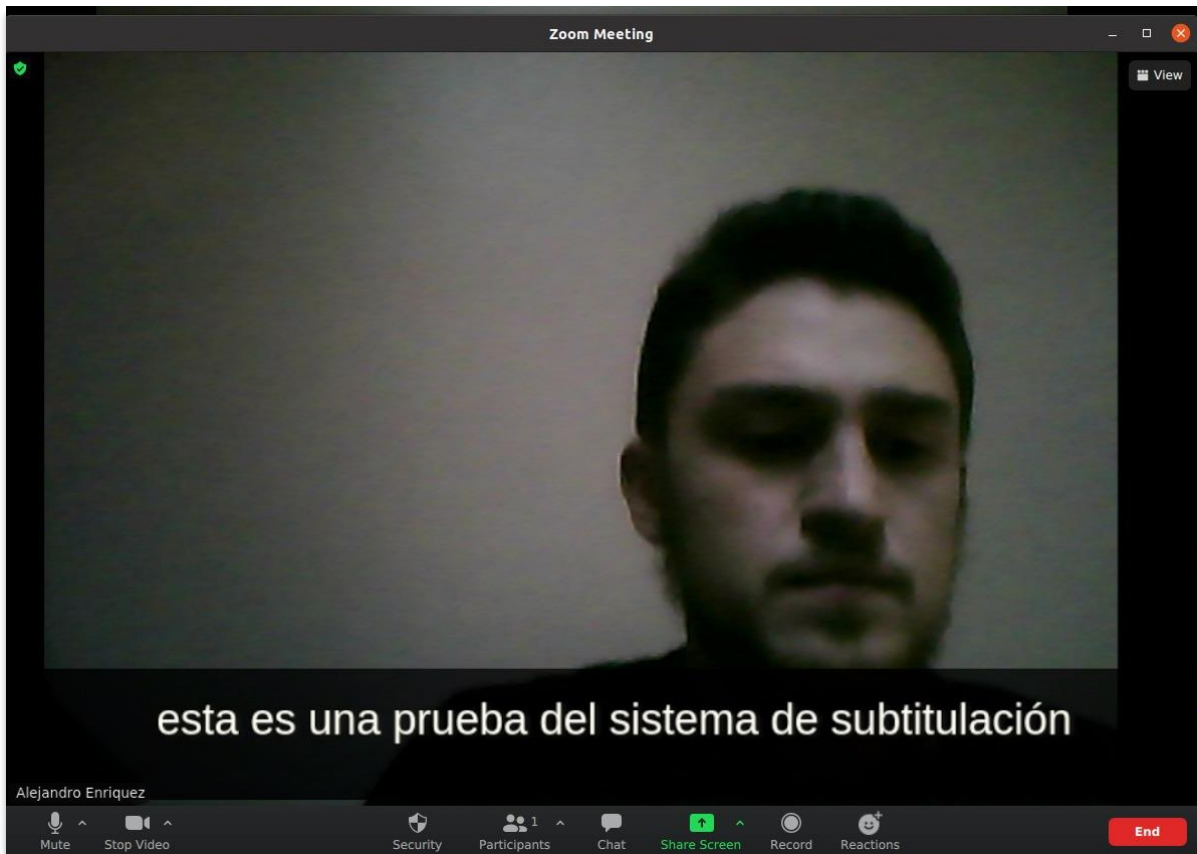 Zoom Meeting
View
esta es una prueba del sistema de subtitulación
Alejandro Enriquez
1
Mute
Stop Video
Security
Participants
Chat
Share Screen
Record
Reactions
End